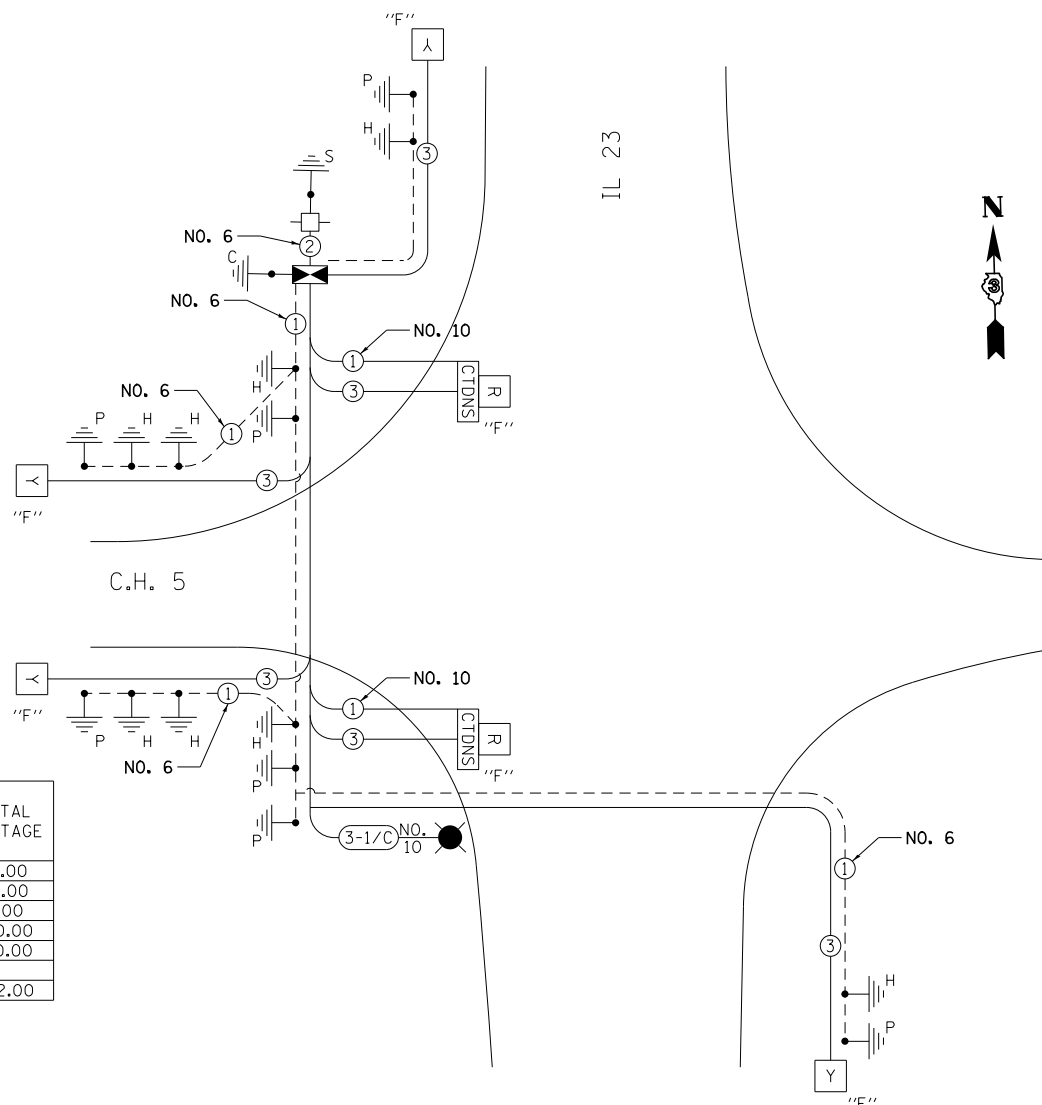 "F"
Y
P
H
3
IL 23
S
N
3
NO. 6
2
C
NO. 6
1
NO. 10
1
CTDNS
R
3
"F"
H
NO. 6
1
P
P H H
Y
3
"F"
C.H. 5
Y
3
"F"
1
P H H
NO. 6
NO. 10
1
CTDNS
R
3
"F"
H
P
P
3-1/C
NO.
10
NO. 6
1
3
H
P
Y
"F"
TAL
TAGE
.00
.00
00
0.00
0.00
2.00